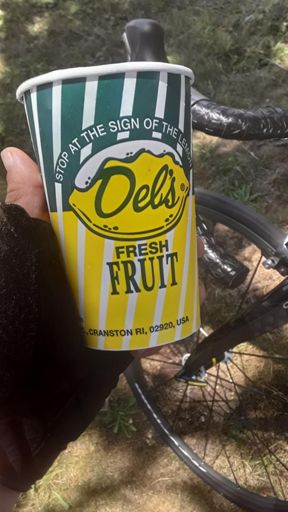 STOP AT THE SIGN OF THE
Del's
FRESH
FRUIT
CRANSTON RI, 02920, USA